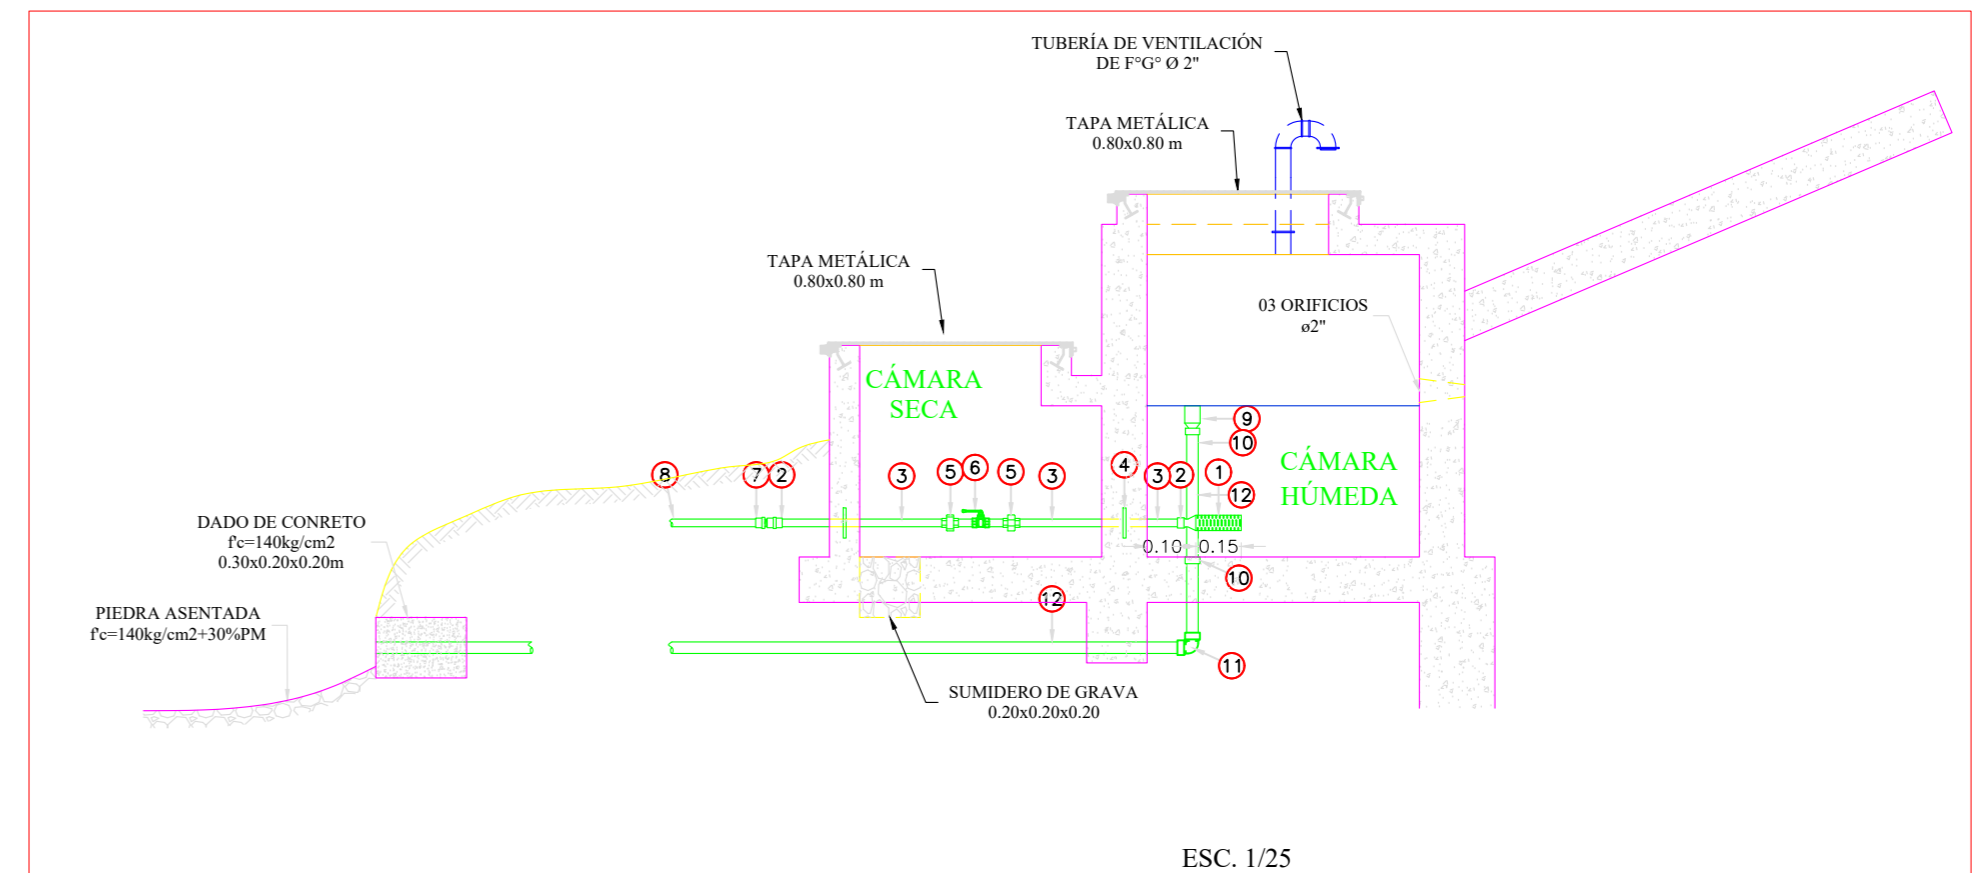 TUBERÍA DE VENTILACIÓN
DE F°G° Ø 2"
TAPA METÁLICA
0.80x0.80 m
TAPA METÁLICA
0.80x0.80 m
03 ORIFICIOS
ø2"
CÁMARA
SECA
9
10
CÁMARA
HÚMEDA
8
7
2
3
5
6
5
3
4
3
2
1
12
DADO DE CONRETO
f'c=140kg/cm2
0.30x0.20x0.20m
0.10
0.15
10
12
PIEDRA ASENTADA
f'c=140kg/cm2+30%PM
11
SUMIDERO DE GRAVA
0.20x0.20x0.20
ESC. 1/25